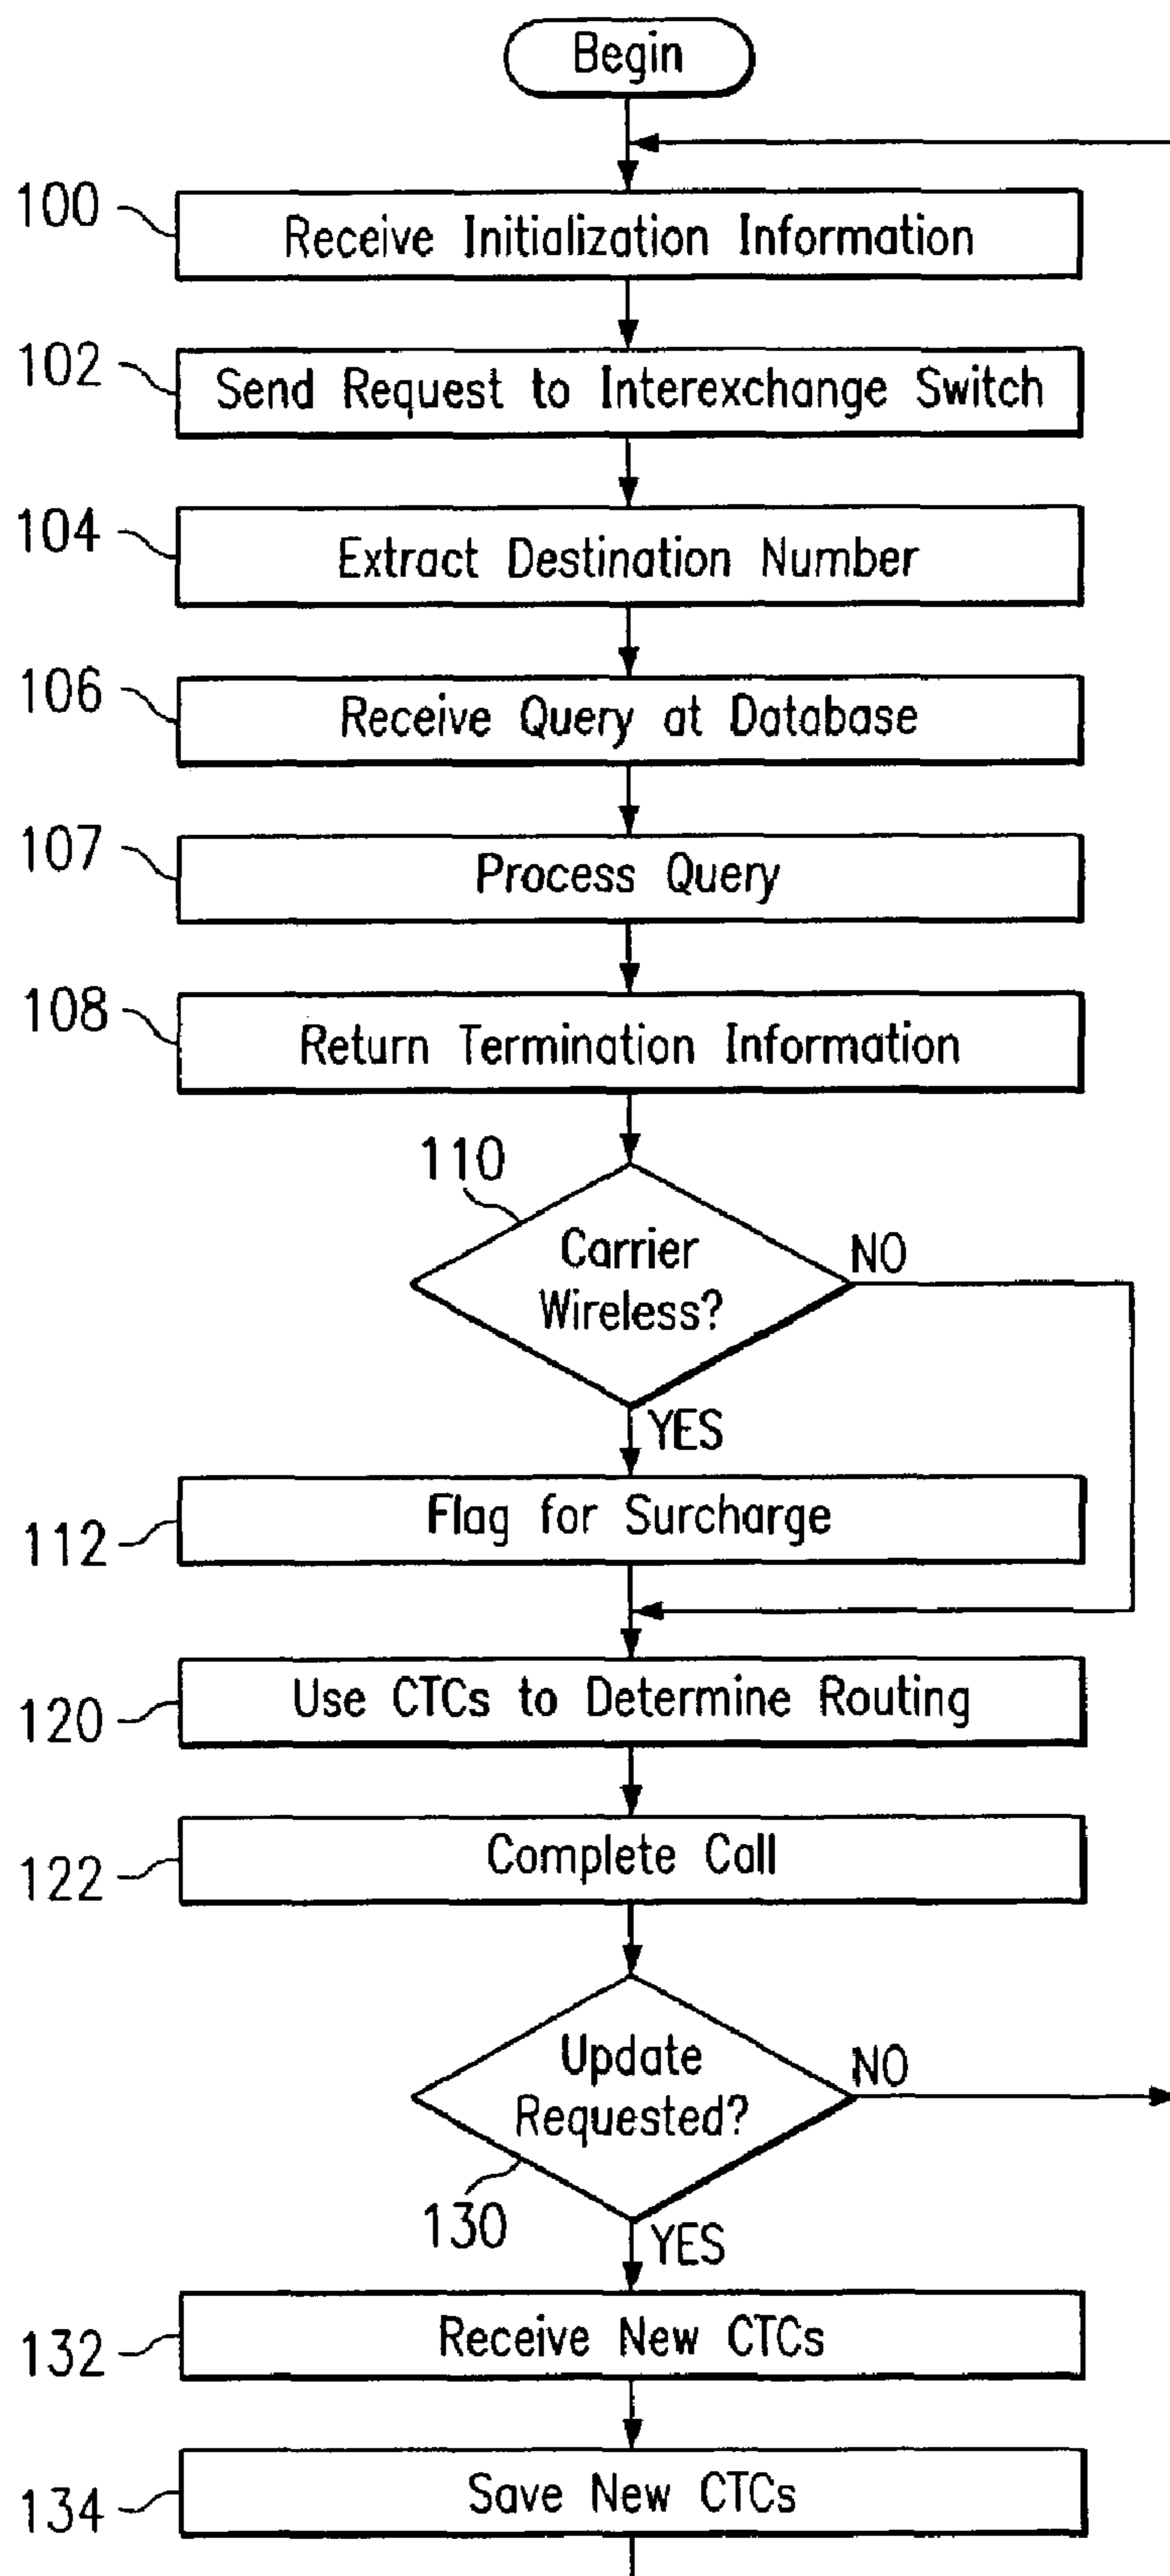 Begin
100
Receive Initialization Information
102
Send Request to Interexchange Switch
104
Extract Destination Number
106
Receive Query at Database
107
Process Query
108
Return Termination Information
110
Carrier
Wireless?
NO
YES
Flag for Surcharge
112
Use CTCs to Determine Routing
120
Complete Call
122
Update
Requested?
NO
130
YES
Receive New CTCs
132
Save New CTCs
134